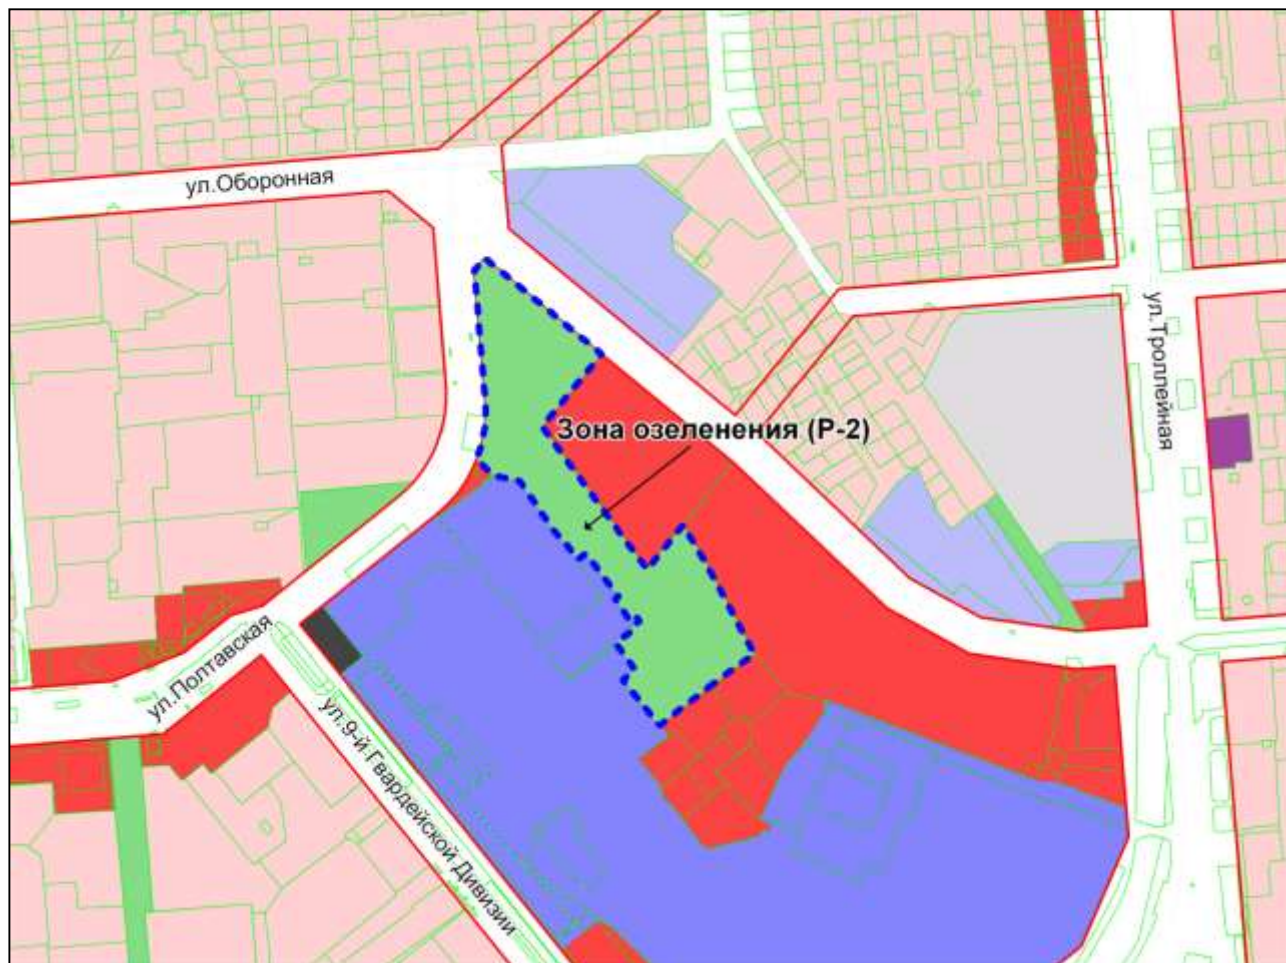 ул.Оборонная
ул.Троллейная
Зона озеленения (Р-2)
ул.Полтавская
ул.9-й Гвардейской Дивизии